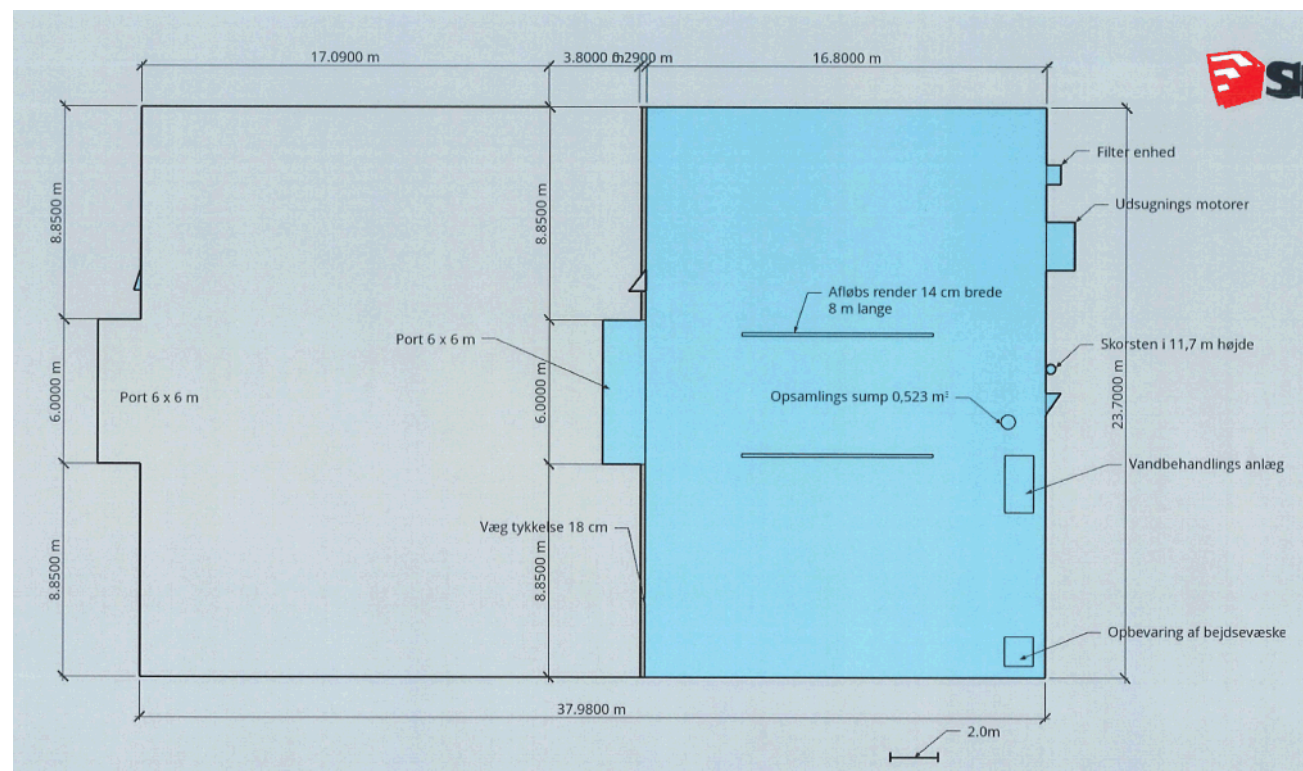 17.0900 m
3.8000
0.2900 m
16.8000 m
Filter enhed
Udsugnings motorer
8.8500 m
8.8500 m
Afløbs render 14 cm brede
8 m lange
Port 6 x 6 m
Skorsten i 11,7 m højde
6.0000 m
Port 6 x 6 m
6.0000 m
Opsamlings sump 0,523 m³
23.7000 m
Vandbehandlings anlæg
Væg tykkelse 18 cm
8.8500 m
8.8500 m
Opbevaring af bejdsevæske
37.9800 m
2.0m